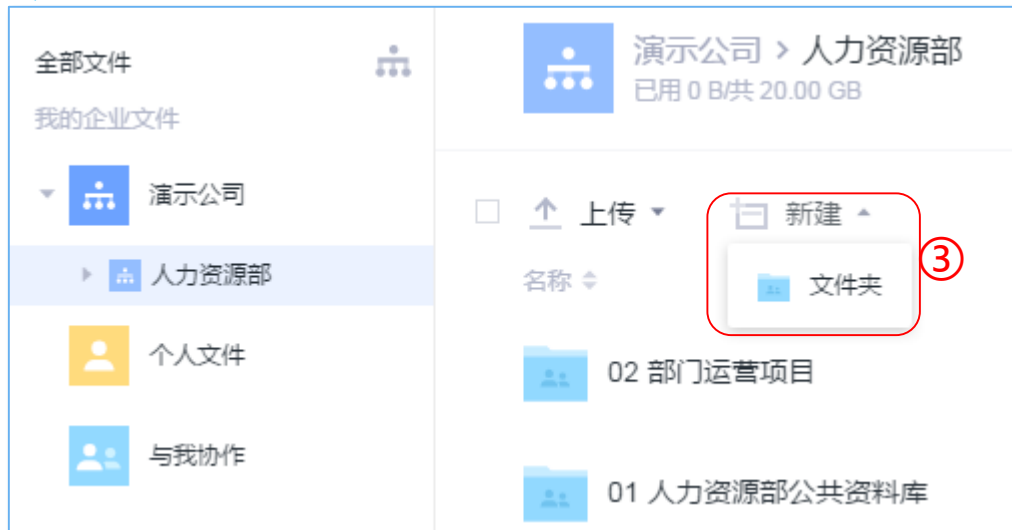 全部文件
我的企业文件
演示公司
人力资源部
个人文件
与我协作
演示公司 > 人力资源部
已用 0 B/共 20.00 GB
上传 新建
③
名称 文件夹
02 部门运营项目
01 人力资源部公共资料库